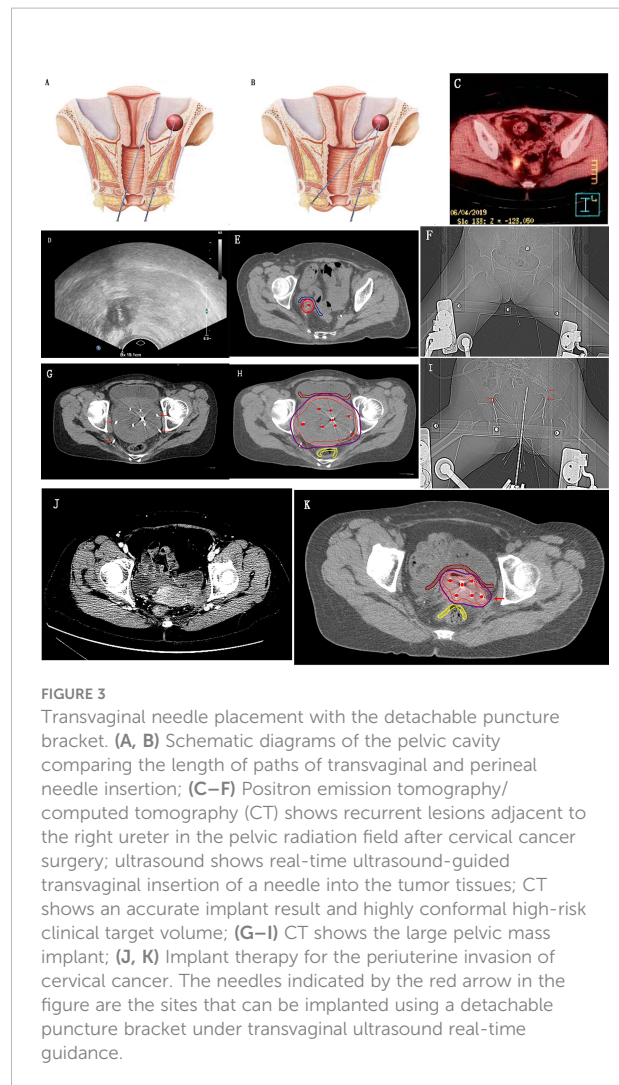 A
B
C
06/04/2019
Slc 133: Z = -128,050
D
E
F
G
H
I
J
K
FIGURE 3
Transvaginal needle placement with the detachable puncture
bracket. (A, B) Schematic diagrams of the pelvic cavity
comparing the length of paths of transvaginal and perineal
needle insertion; (C–F) Positron emission tomography/
computed tomography (CT) shows recurrent lesions adjacent to
the right ureter in the pelvic radiation field after cervical cancer
surgery; ultrasound shows real-time ultrasound-guided
transvaginal insertion of a needle into the tumor tissues; CT
shows an accurate implant result and highly conformal high-risk
clinical target volume; (G–I) CT shows the large pelvic mass
implant; (J, K) Implant therapy for the periuterine invasion of
cervical cancer. The needles indicated by the red arrow in the
figure are the sites that can be implanted using a detachable
puncture bracket under transvaginal ultrasound real-time
guidance.